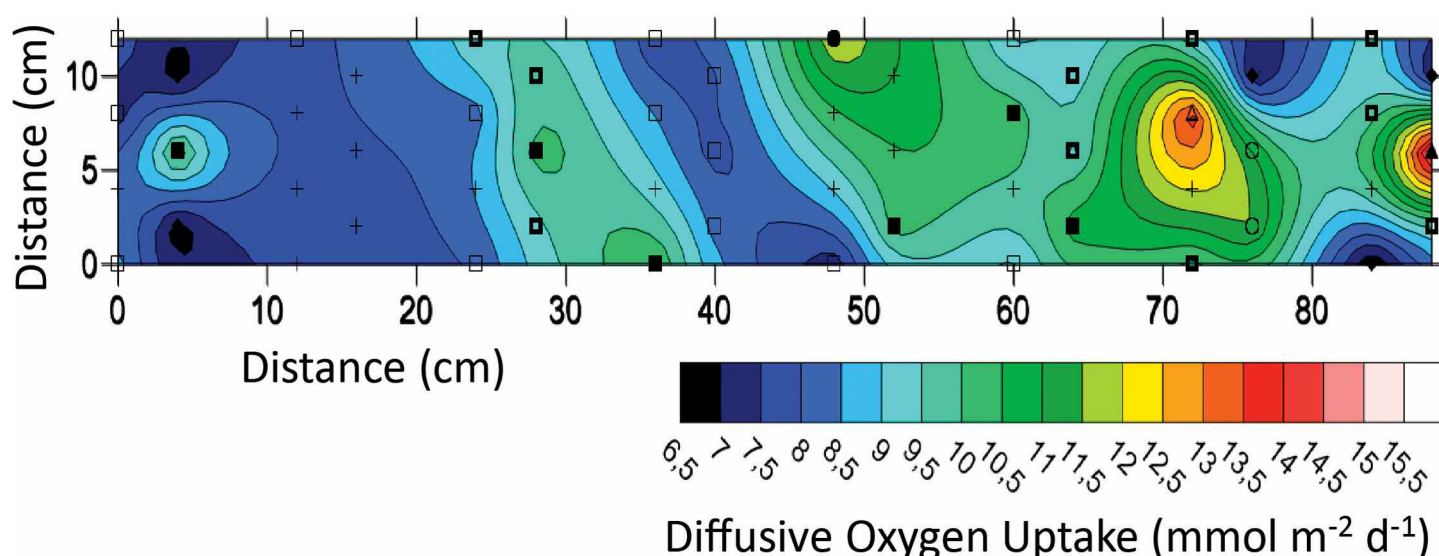 Distance (cm)
10
5
0
0 10 20 30 40 50 60 70 80
Distance (cm)
6,5 7 7,5 8 8,5 9 9,5 10 10,5 11 11,5 12 12,5 13 13,5 14 14,5 15 15,5
Diffusive Oxygen Uptake (mmol m⁻² d⁻¹)